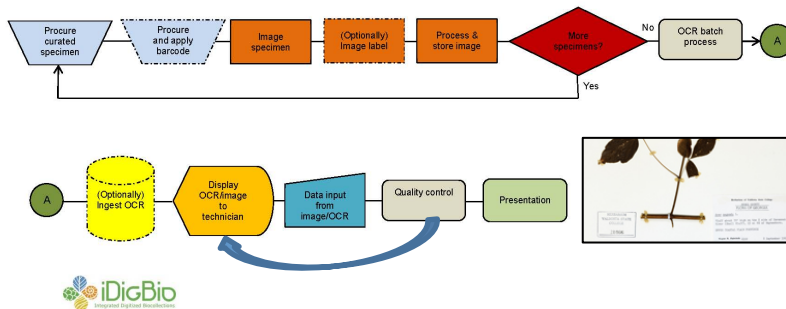 Procure
curated
specimen
Procure
and apply
barcode
Image
specimen
(Optionally)
Image label
Process &
store image
More
specimens?
No
OCR batch
process
A
Yes
A
(Optionally)
Ingest OCR
Display
OCR/image
to
technician
Data input
from
image/OCR
Quality control
Presentation
iDigBio
Integrated Digitized Biocollections